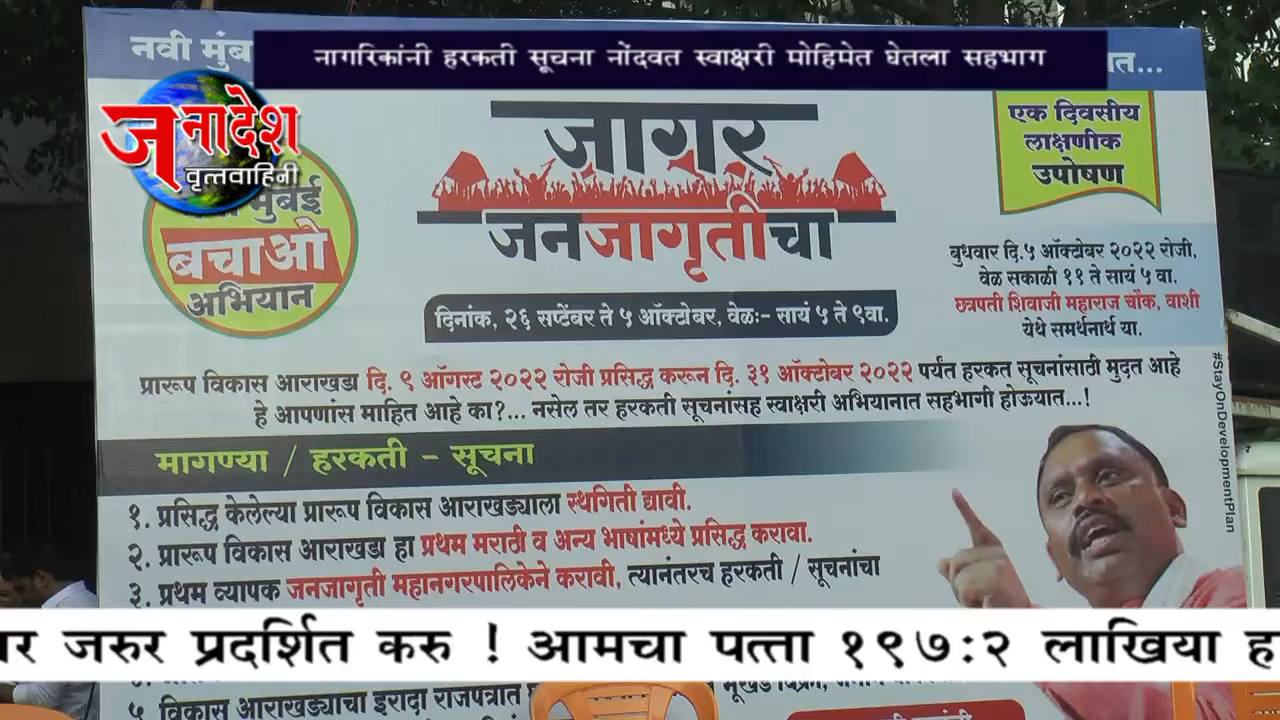 नवी मुंब
त...
नागरिकांनी हरकती सूचना नोंदवत स्वाक्षरी मोहिमेत घेतला सहभाग
जनादेश
वृत्तवाहिनी
मुंबई
बचाओ
अभियान
जागर
जनजागृतीचा
दिनांक, २६ सप्टेंबर ते ५ ऑक्टोबर, वेळः- सायं ५ ते ९वा.
एक दिवसीय
लाक्षणीक
उपोषण
बुधवार दि.५ ऑक्टोबर २०२२ रोजी,
वेळ सकाळी ११ ते सायं ५ वा.
छत्रपती शिवाजी महाराज चौक, वाशी
येथे समर्थनार्थ या.
प्रारूप विकास आराखडा दि. ९ ऑगस्ट २०२२ रोजी प्रसिद्ध करून दि. ३१ ऑक्टोबर २०२२ पर्यंत हरकत सूचनांसाठी मुदत आहे
हे आपणांस माहित आहे का?... नसेल तर हरकती सूचनांसह स्वाक्षरी अभियानात सहभागी होऊयात...!
#StayOnDevelopmentPlan
मागण्या / हरकती - सूचना
१. प्रसिद्ध केलेल्या प्रारूप विकास आराखड्याला स्थगिती द्यावी.
२. प्रारूप विकास आराखडा हा प्रथम मराठी व अन्य भाषांमध्ये प्रसिद्ध करावा.
३. प्रथम व्यापक जनजागृती महानगरपालिकेने करावी, त्यानंतरच हरकती / सूचनांचा
र जरुर प्रदर्शित करु ! आमचा पत्ता १९७:२ लाखिया ह
५. विकास आराखड्याचा इरादा राजपत्रात